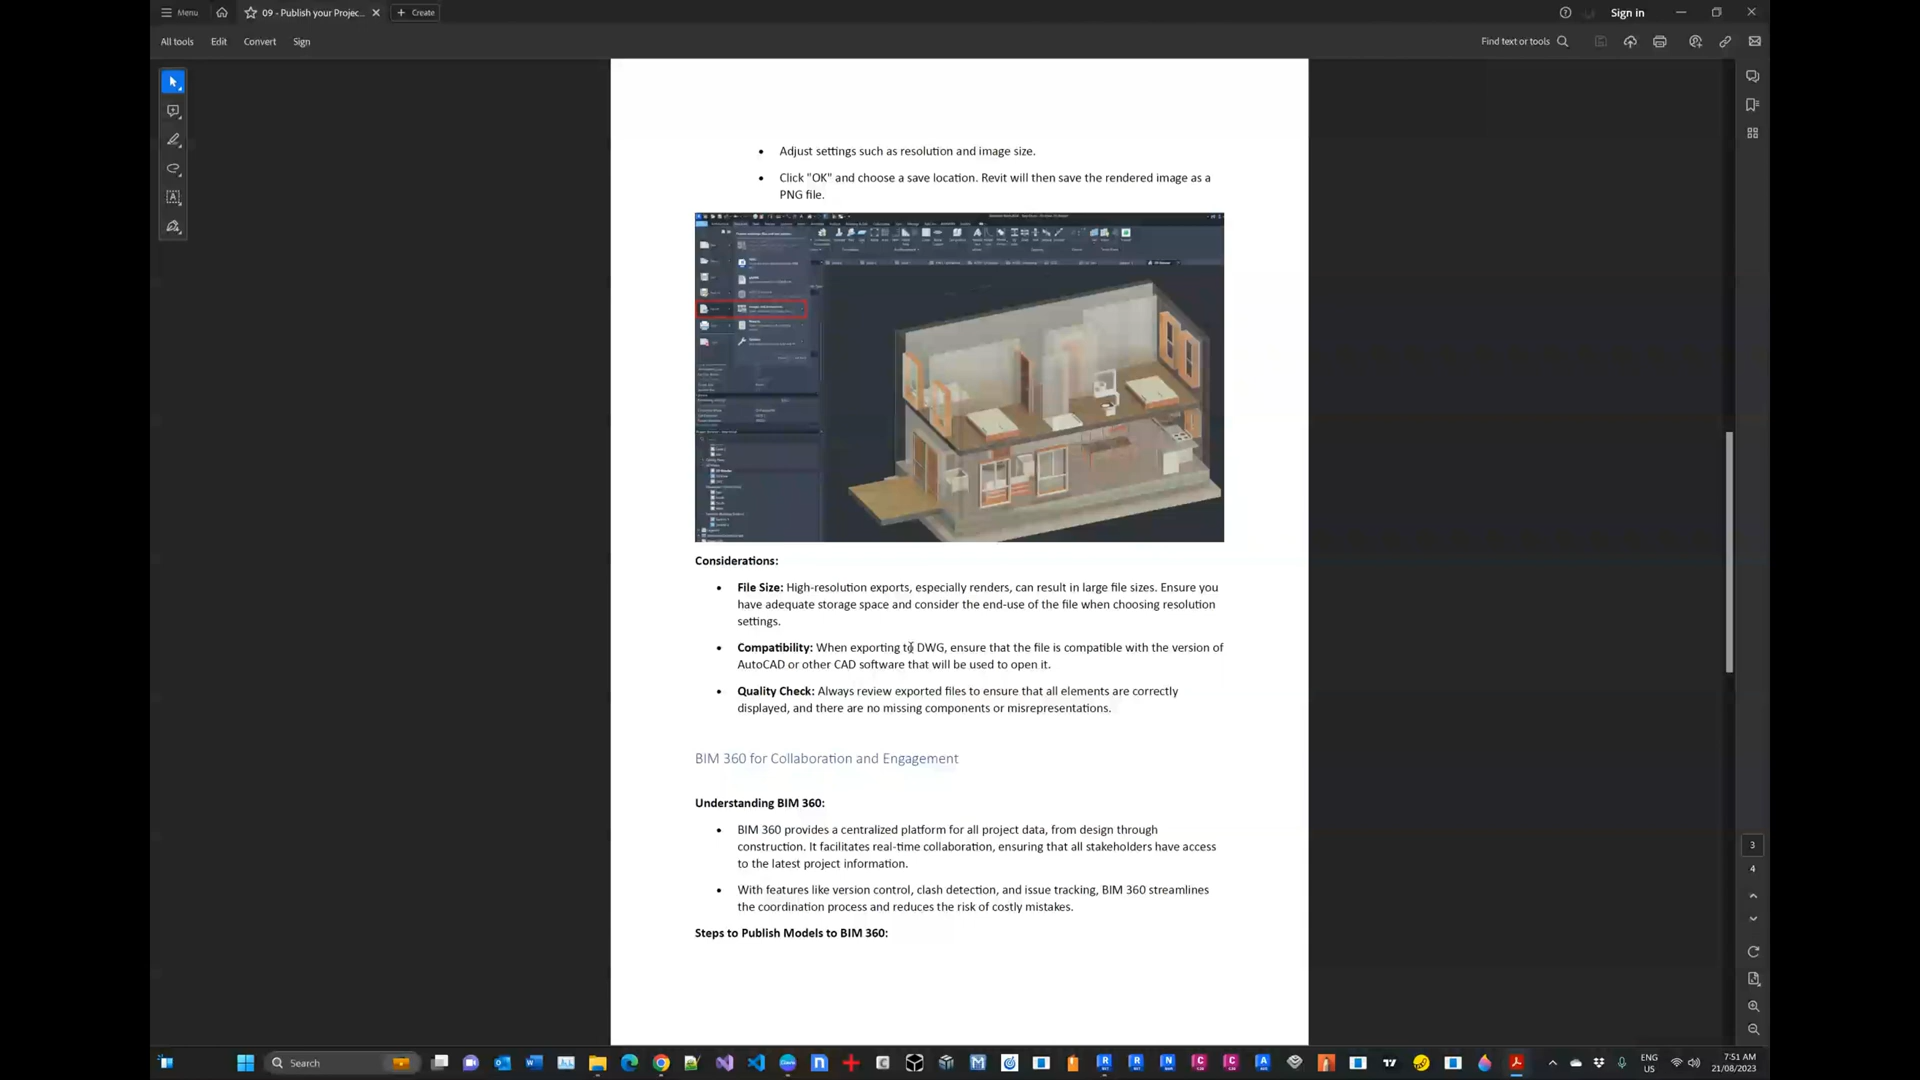 Menu
09 - Publish your Projec...
Create
Sign in
All tools
Edit
Convert
Sign
Find text or tools
• Adjust settings such as resolution and image size.
• Click "OK" and choose a save location. Revit will then save the rendered image as a
PNG file.
Considerations:
• File Size: High-resolution exports, especially renders, can result in large file sizes. Ensure you
have adequate storage space and consider the end-use of the file when choosing resolution
settings.
• Compatibility: When exporting to DWG, ensure that the file is compatible with the version of
AutoCAD or other CAD software that will be used to open it.
• Quality Check: Always review exported files to ensure that all elements are correctly
displayed, and there are no missing components or misrepresentations.
BIM 360 for Collaboration and Engagement
Understanding BIM 360:
• BIM 360 provides a centralized platform for all project data, from design through
construction. It facilitates real-time collaboration, ensuring that all stakeholders have access
to the latest project information.
• With features like version control, clash detection, and issue tracking, BIM 360 streamlines
the coordination process and reduces the risk of costly mistakes.
Steps to Publish Models to BIM 360:
3
4
Search
ENG
US
7:51 AM
21/08/2023